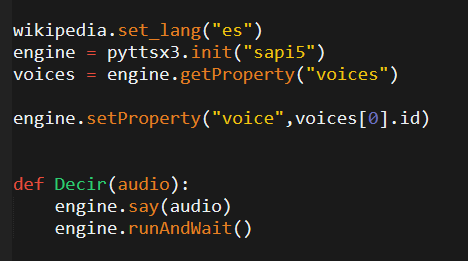 wikipedia.set_lang("es")
engine = pyttsx3.init("sapi5")
voices = engine.getProperty("voices")
engine.setProperty("voice",voices[0].id)
def Decir(audio):
    engine.say(audio)
    engine.runAndWait()